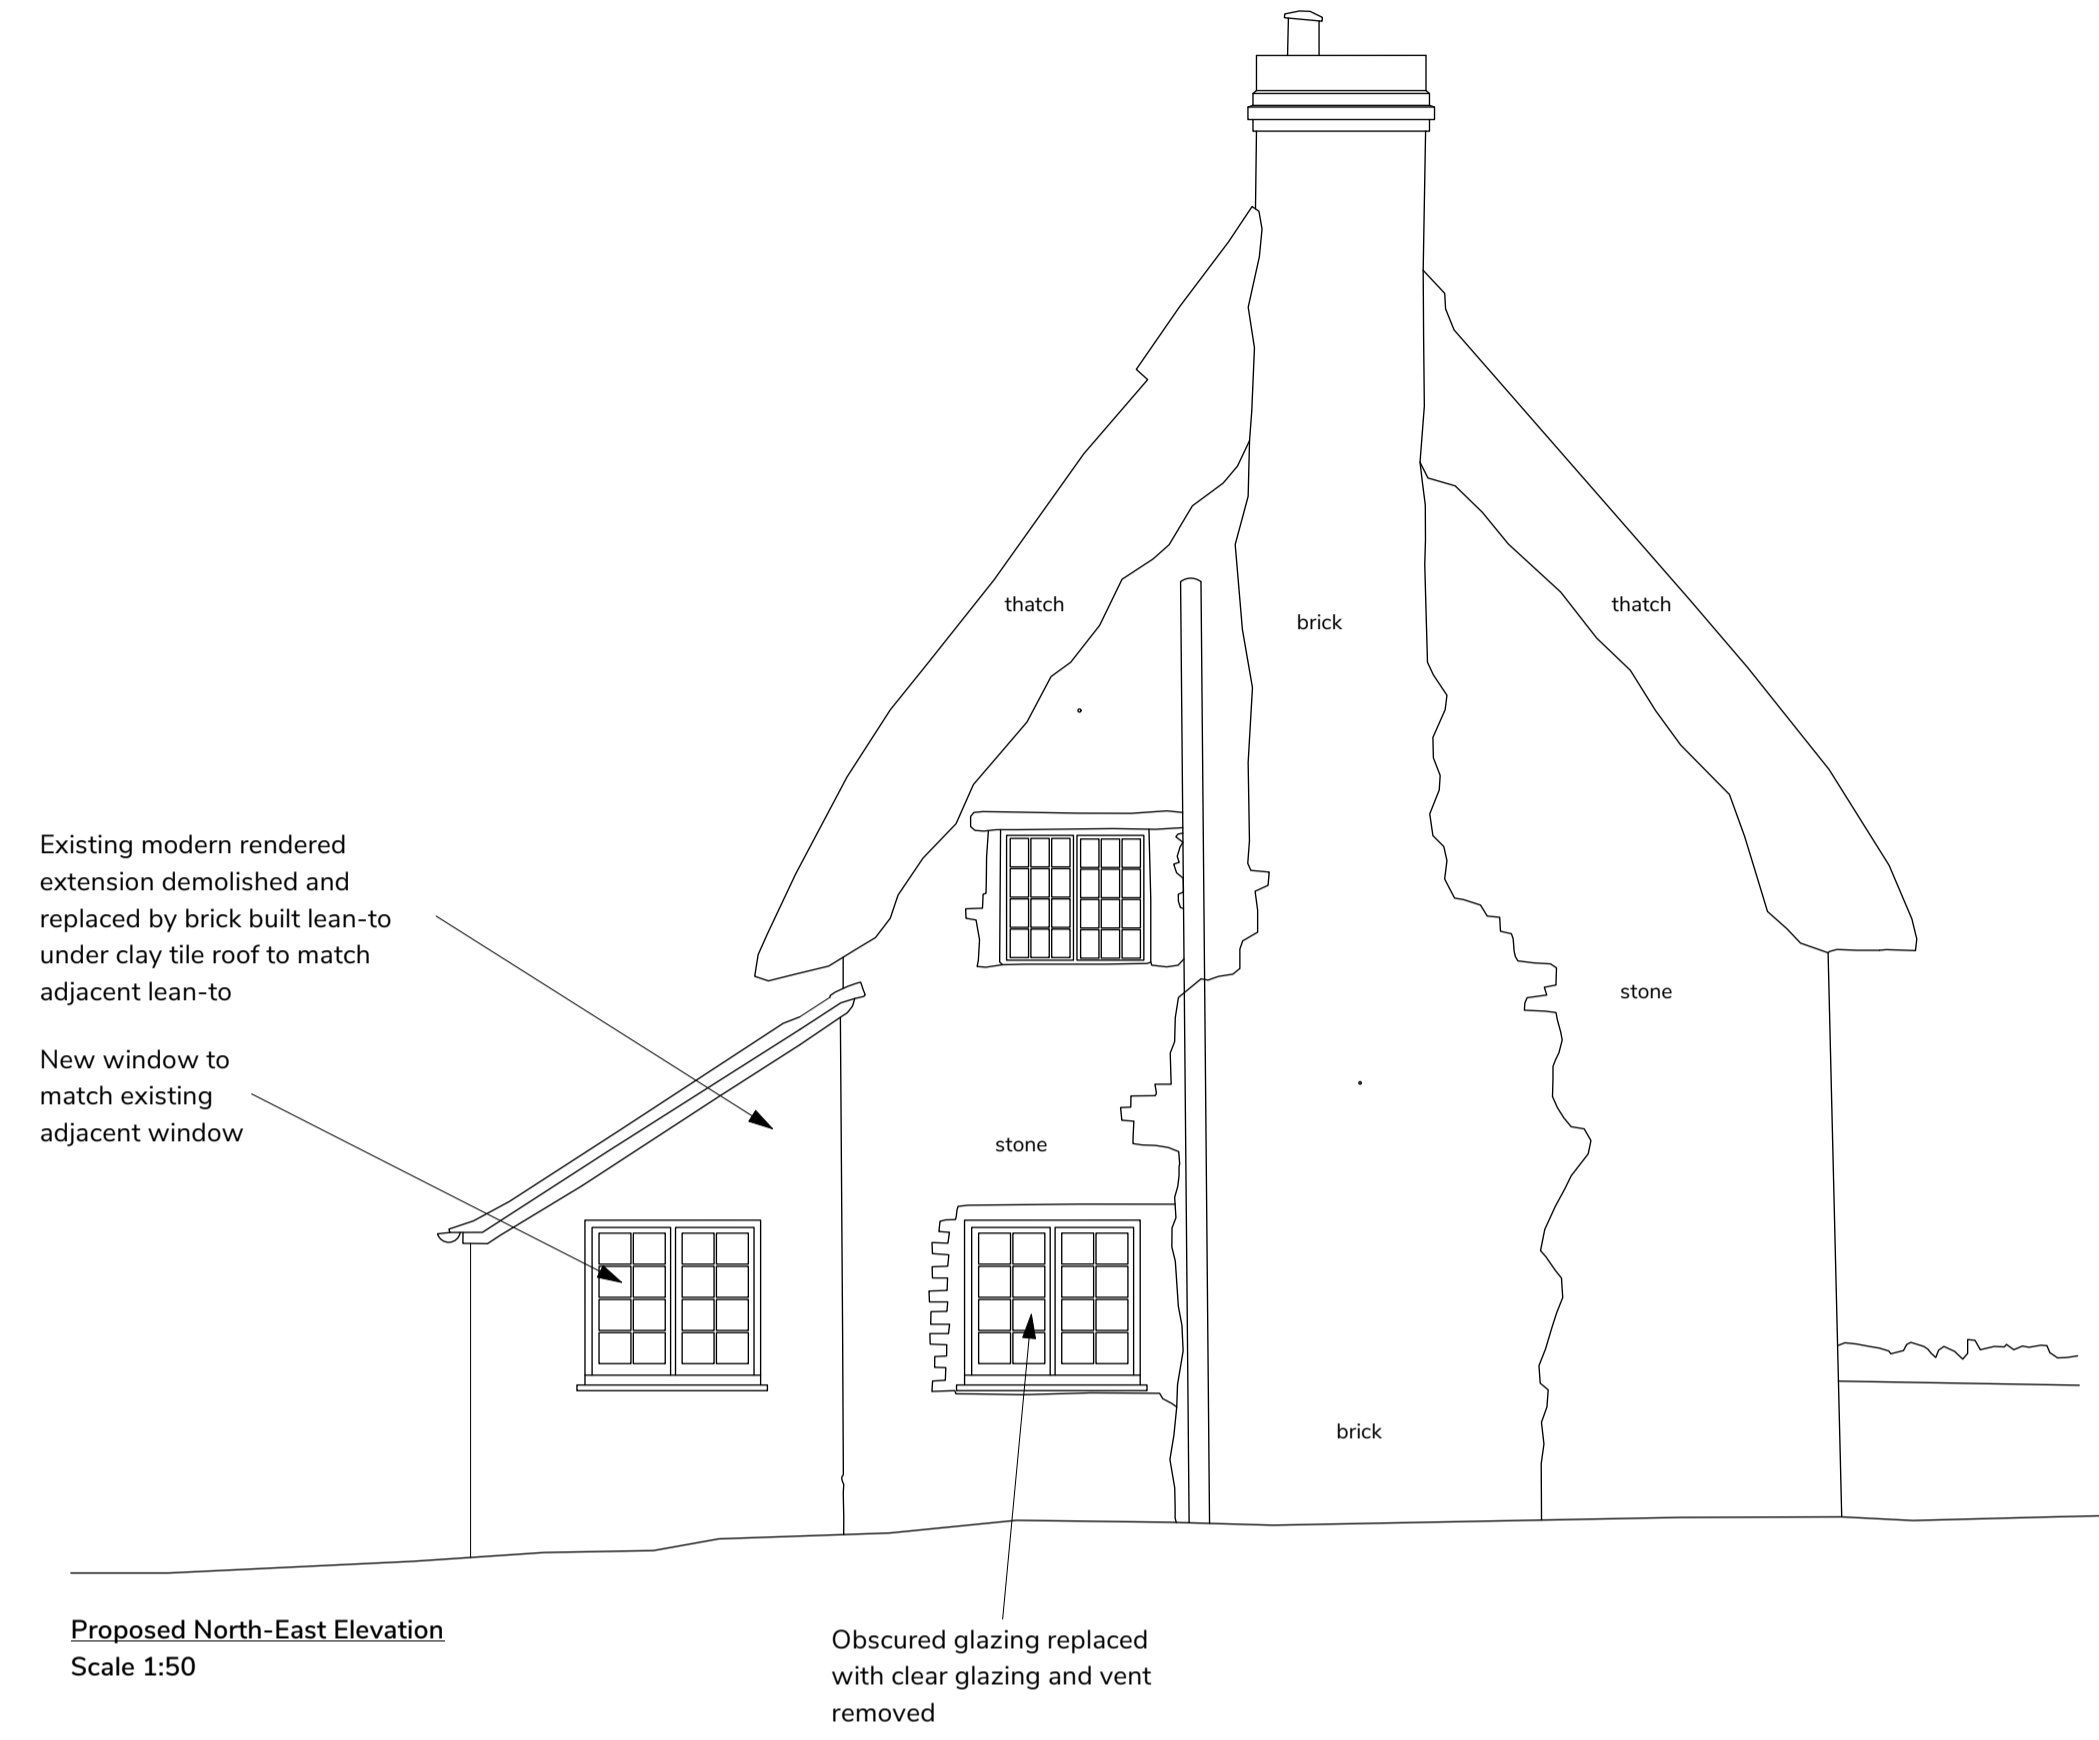 thatch
thatch
brick
Existing modern rendered
extension demolished and
replaced by brick built lean-to
under clay tile roof to match
adjacent lean-to
stone
New window to
match existing
adjacent window
stone
brick
Proposed North-East Elevation
Scale 1:50
Obscured glazing replaced
with clear glazing and vent
removed